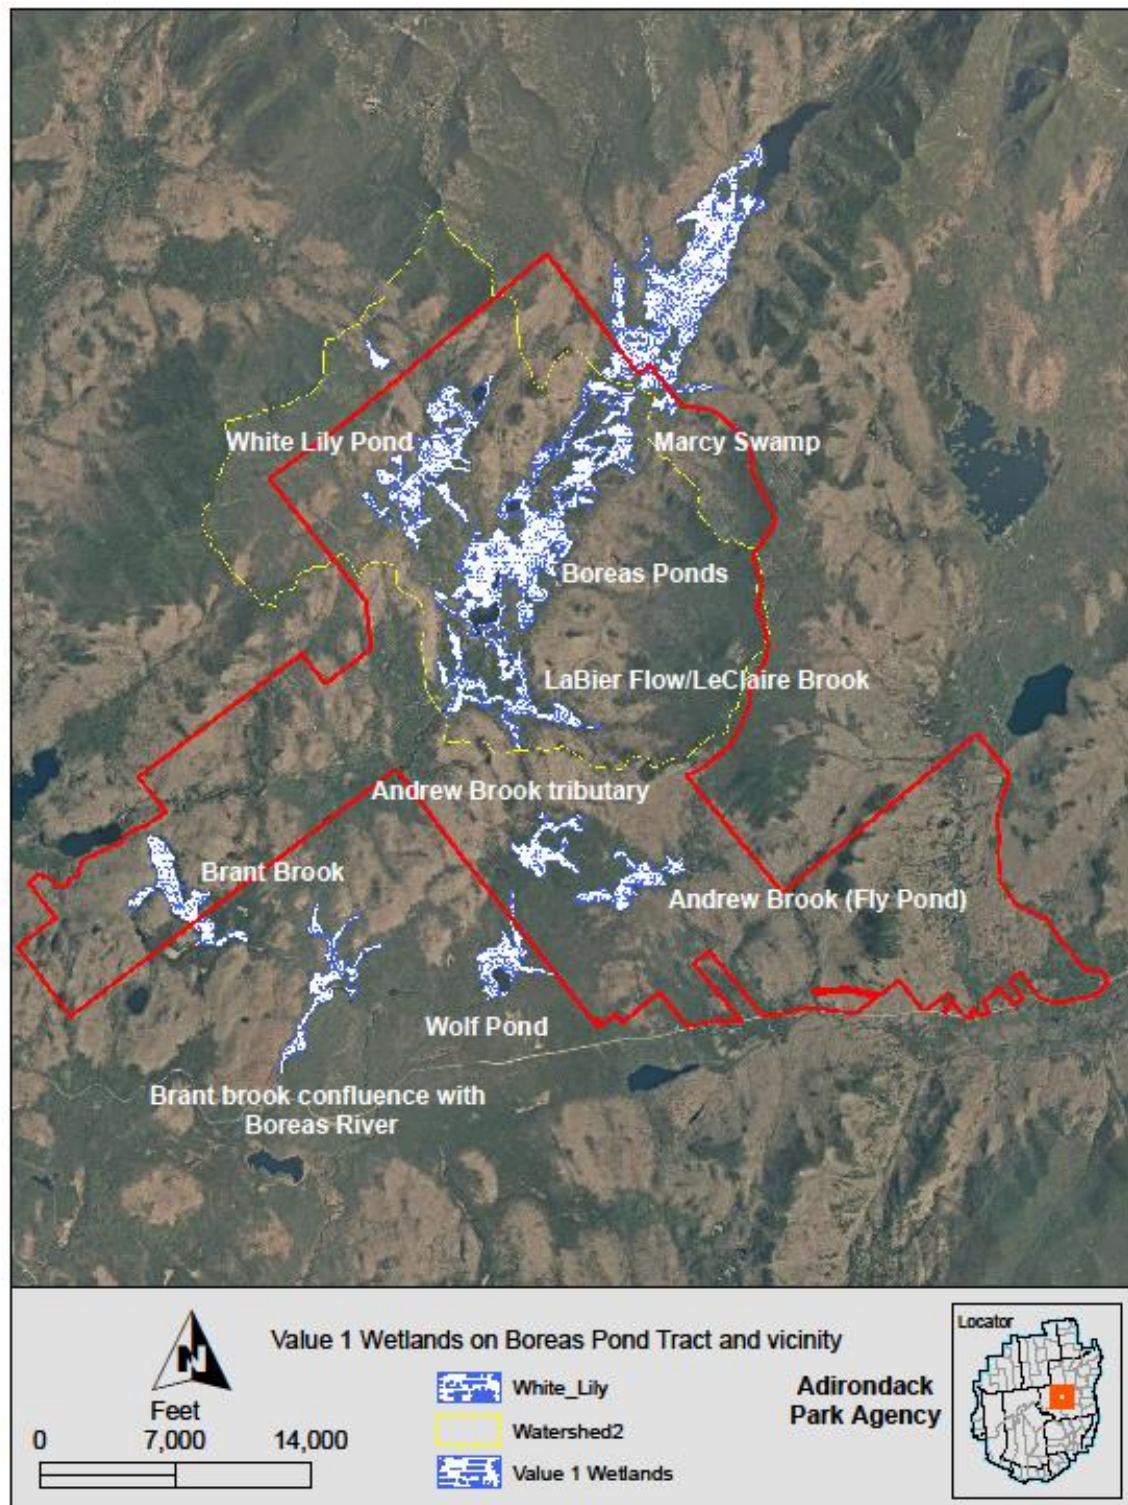 White Lily Pond
Marcy Swamp
Boreas Ponds
LaBier Flow/LeClaire Brook
Andrew Brook tributary
Brant Brook
Andrew Brook (Fly Pond)
Wolf Pond
Brant brook confluence with
Boreas River
N
Feet
0 7,000 14,000
Value 1 Wetlands on Boreas Pond Tract and vicinity
White_Lily
Watershed2
Value 1 Wetlands
Adirondack
Park Agency
Locator